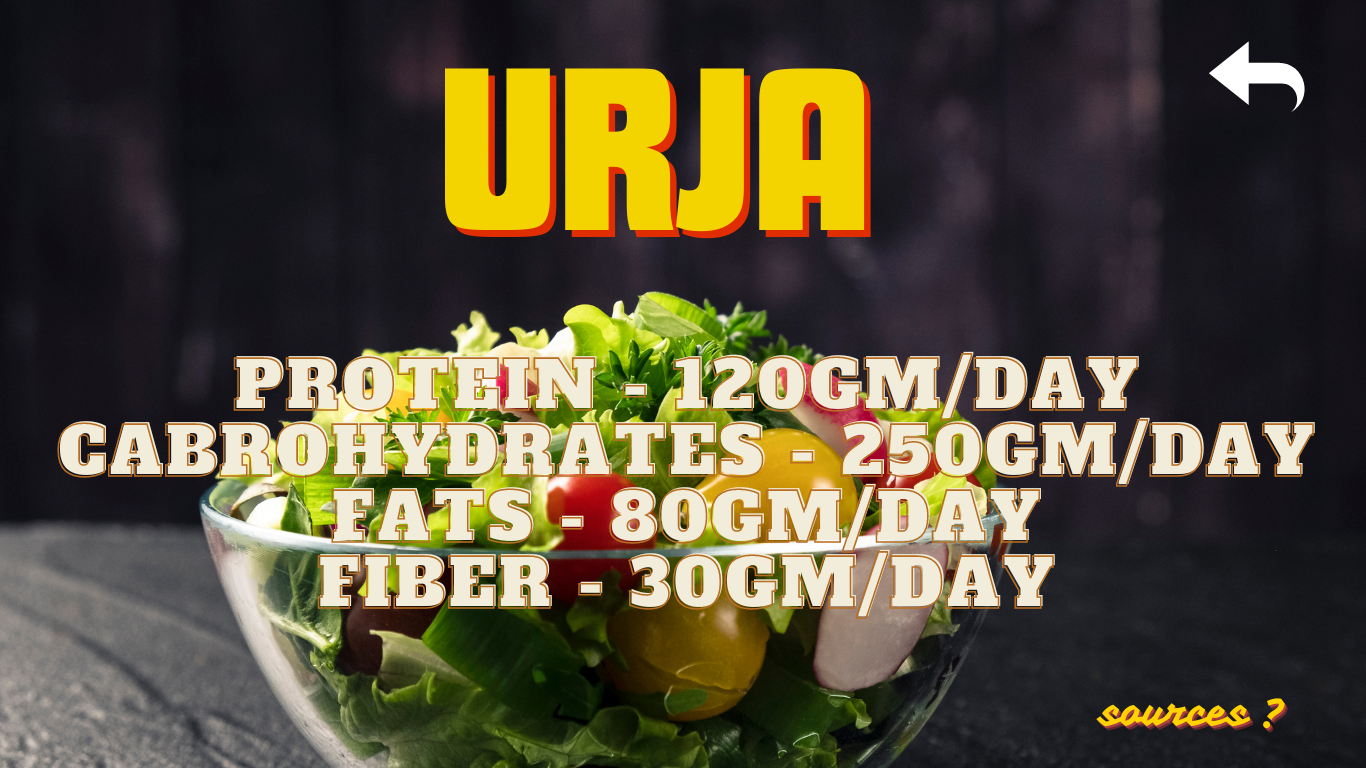 URJA
PROTEIN - 120GM/DAY
CABROHYDRATES - 250GM/DAY
FATS - 80GM/DAY
FIBER - 30GM/DAY
sources ?